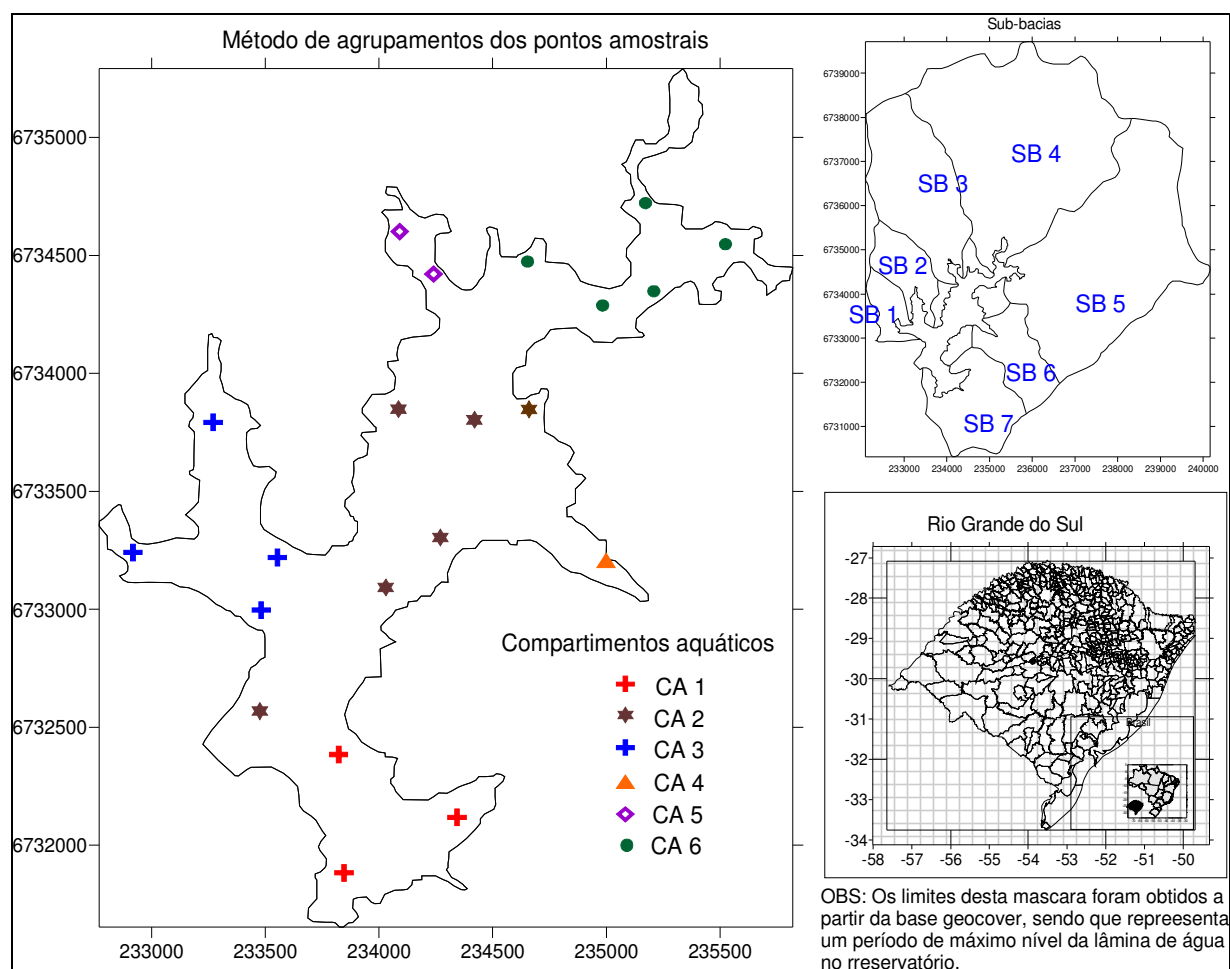 Método de agrupamentos dos pontos amostrais
6735000
6734500
6734000
6733500
6733000
6732500
6732000
233000 233500 234000 234500 235000 235500
Compartimentos aquáticos
CA 1
CA 2
CA 3
CA 4
CA 5
CA 6
Sub-bacias
6739000
6738000
6737000
6736000
6735000
6734000
6733000
6732000
6731000
SB 4
SB 3
SB 2
SB 5
SB 1
SB 6
SB 7
233000 234000 235000 236000 237000 238000 239000 240000
Rio Grande do Sul
-27
-28
-29
-30
-31
-32
-33
-34
Brasil
-58 -57 -56 -55 -54 -53 -52 -51 -50
OBS: Os limites desta mascara foram obtidos a
partir da base geocover, sendo que repreesenta
um período de máximo nível da lâmina de água
no rreservatório.